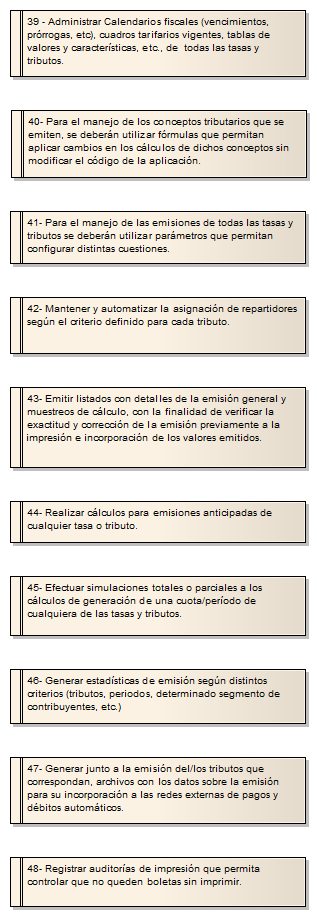 39 - Administrar Calendarios fiscales (vencimientos,
prórrogas, etc), cuadros tarifarios vigentes, tablas de
valores y características, etc., de  todas las tasas y
tributos.
40- Para el manejo de los conceptos tributarios que se
emiten, se deberán utilizar fórmulas que permitan
aplicar cambios en los cálculos de dichos conceptos sin
modificar el código de la aplicación.
41- Para el manejo de las emisiones de todas las tasas y
tributos se deberán utilizar parámetros que permitan
configurar distintas cuestiones.
42- Mantener y automatizar la asignación de repartidores
según el criterio definido para cada tributo.
43- Emitir listados con detalles de la emisión general y
muestreos de cálculo, con la finalidad de verificar la
exactitud y corrección de la emisión previamente a la
impresión e incorporación de los valores emitidos.
44- Realizar cálculos para emisiones anticipadas de
cualquier tasa o tributo.
45- Efectuar simulaciones totales o parciales a los
cálculos de generación de una cuota/período de
cualquiera de las tasas y tributos.
46- Generar estadísticas de emisión según distintos
criterios (tributos, periodos, determinado segmento de
contribuyentes, etc.)
47- Generar junto a la emisión del/los tributos que
correspondan, archivos con los datos sobre la emisión
para su incorporación a las redes externas de pagos y
débitos automáticos.
48- Registrar auditorías de impresión que permita
controlar que no queden boletas sin imprimir.